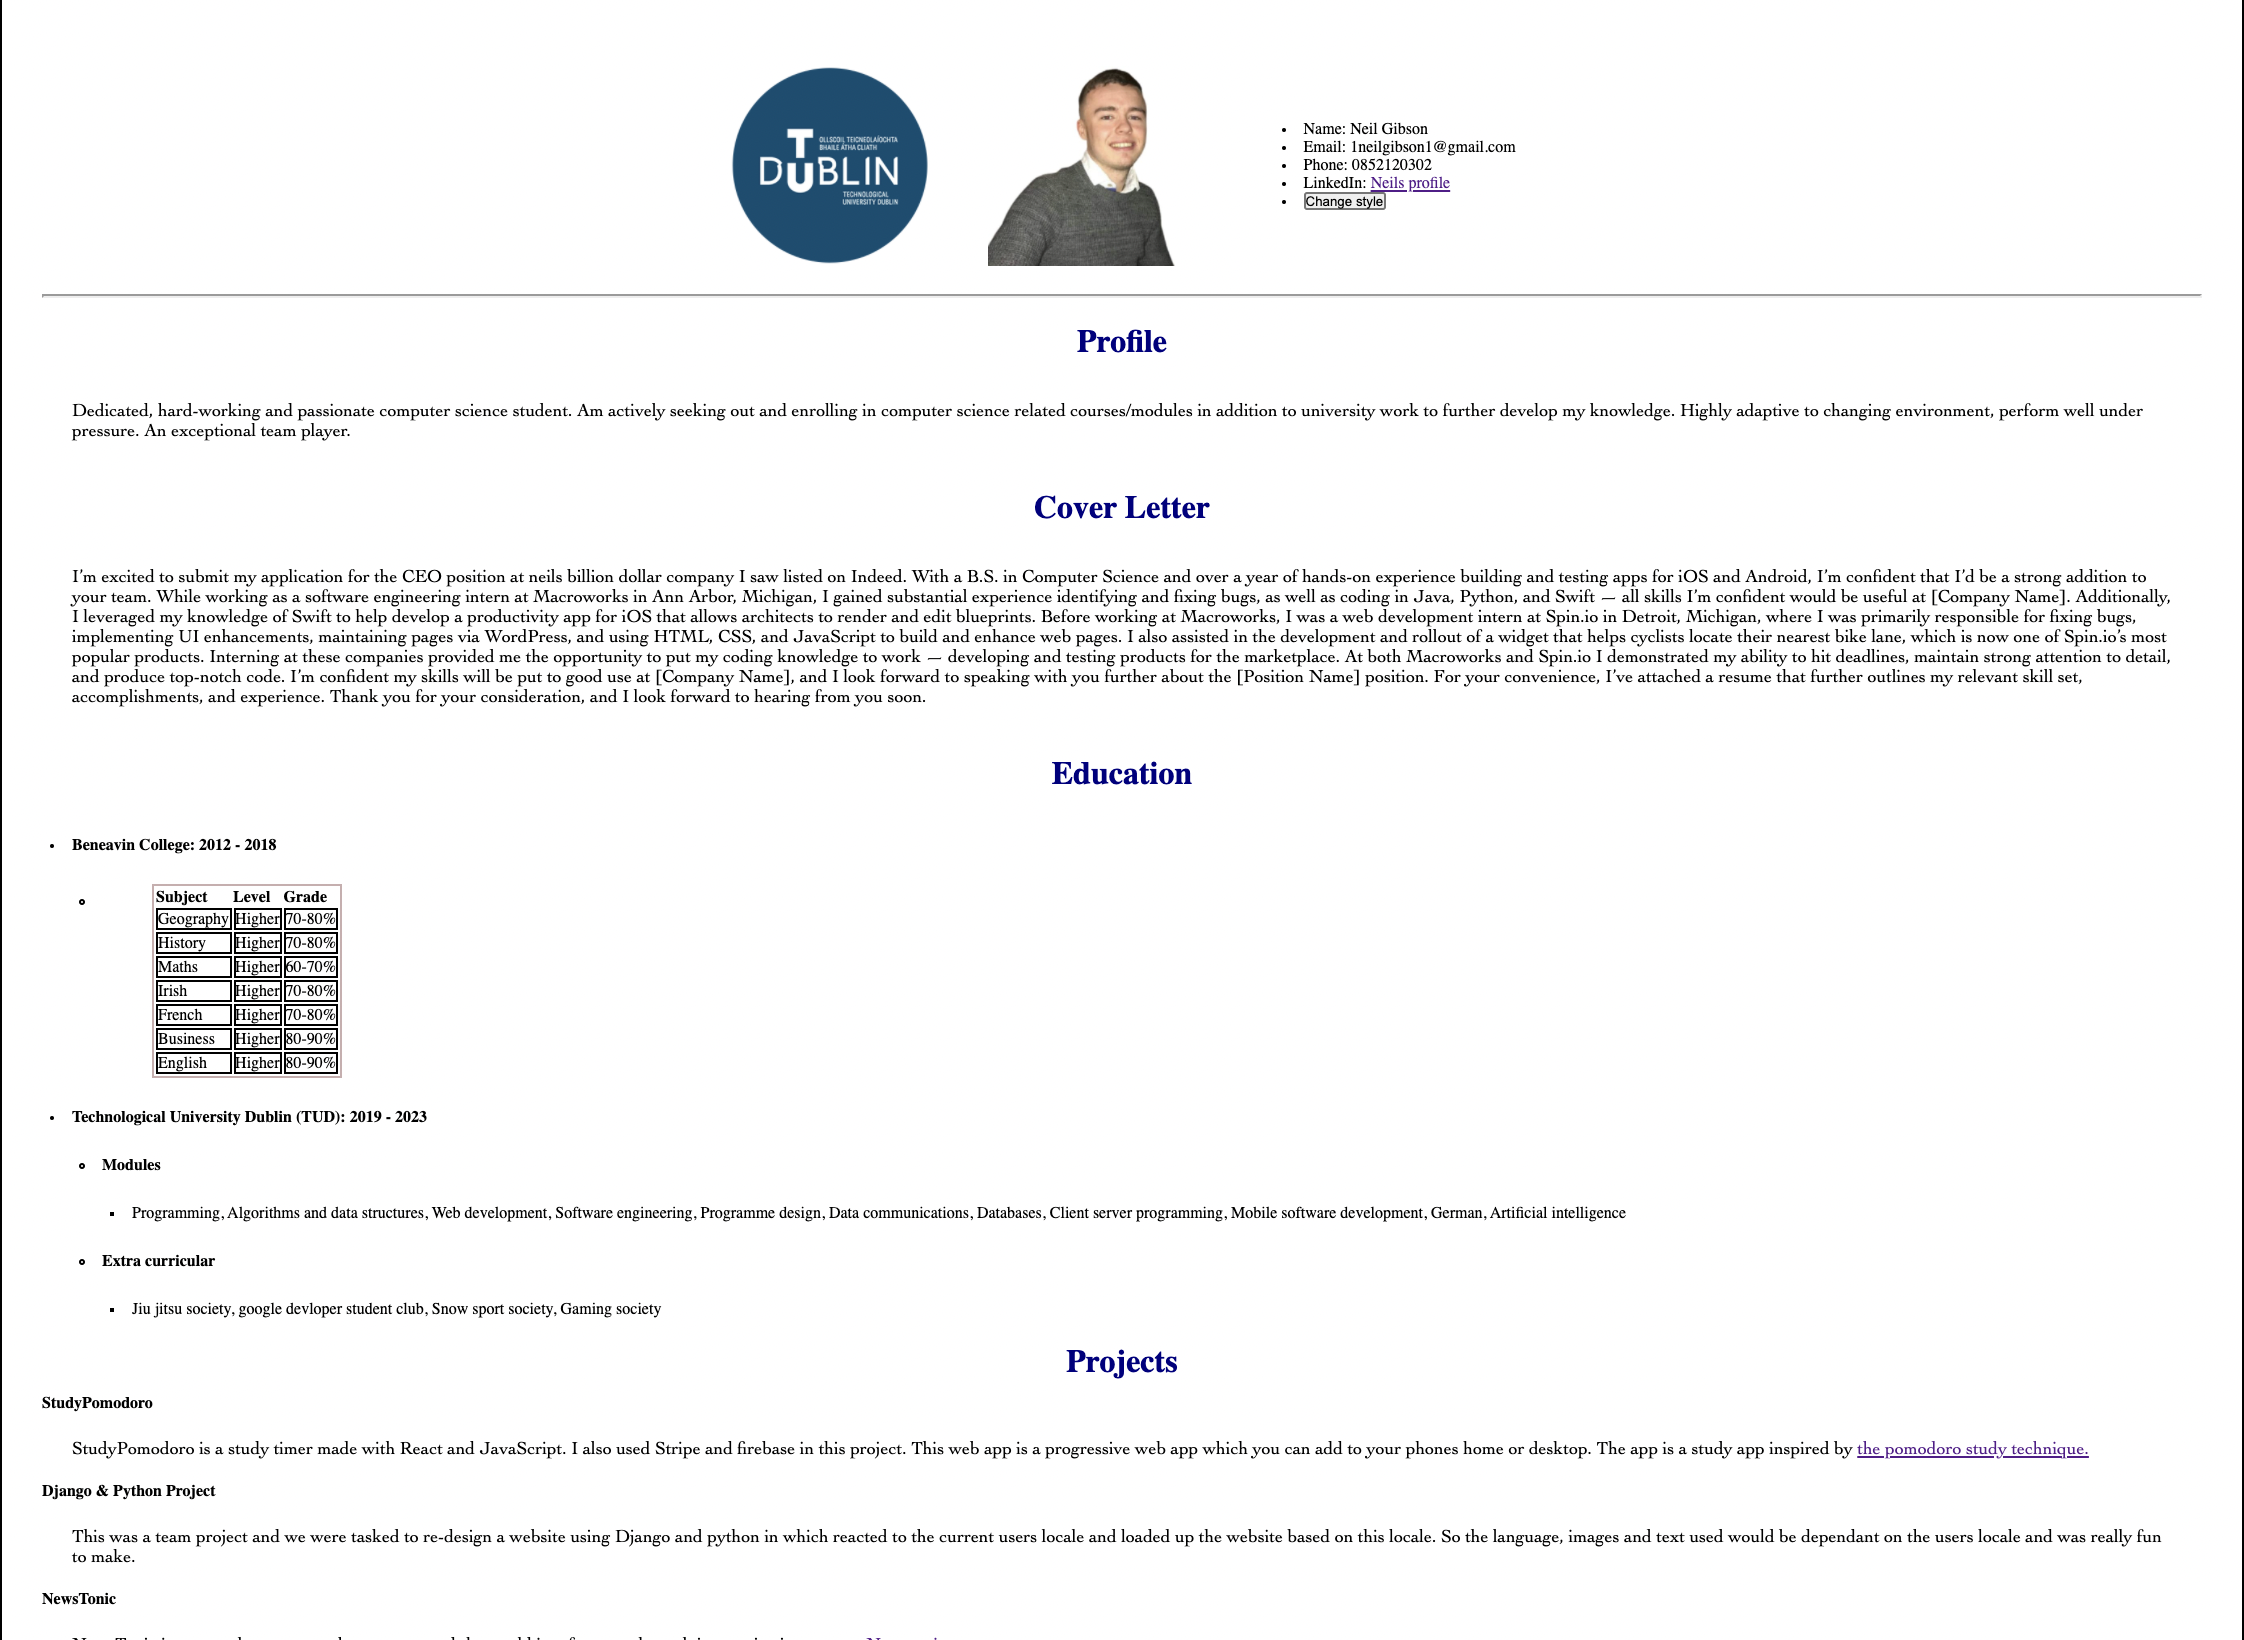 OLLSCOIL TEICNEOLAÍOCHTA
BHAILE ÁTHA CLIATH
TU DUBLIN
TECHNOLOGICAL
UNIVERSITY DUBLIN
Name: Neil Gibson
Email: 1neilgibson1@gmail.com
Phone: 0852120302
LinkedIn: Neils profile
Change style
Profile
Dedicated, hard-working and passionate computer science student. Am actively seeking out and enrolling in computer science related courses/modules in addition to university work to further develop my knowledge. Highly adaptive to changing environment, perform well under
pressure. An exceptional team player.
Cover Letter
I’m excited to submit my application for the CEO position at neils billion dollar company I saw listed on Indeed. With a B.S. in Computer Science and over a year of hands-on experience building and testing apps for iOS and Android, I’m confident that I’d be a strong addition to
your team. While working as a software engineering intern at Macroworks in Ann Arbor, Michigan, I gained substantial experience identifying and fixing bugs, as well as coding in Java, Python, and Swift — all skills I’m confident would be useful at [Company Name]. Additionally,
I leveraged my knowledge of Swift to help develop a productivity app for iOS that allows architects to render and edit blueprints. Before working at Macroworks, I was a web development intern at Spin.io in Detroit, Michigan, where I was primarily responsible for fixing bugs,
implementing UI enhancements, maintaining pages via WordPress, and using HTML, CSS, and JavaScript to build and enhance web pages. I also assisted in the development and rollout of a widget that helps cyclists locate their nearest bike lane, which is now one of Spin.io’s most
popular products. Interning at these companies provided me the opportunity to put my coding knowledge to work — developing and testing products for the marketplace. At both Macroworks and Spin.io I demonstrated my ability to hit deadlines, maintain strong attention to detail,
and produce top-notch code. I’m confident my skills will be put to good use at [Company Name], and I look forward to speaking with you further about the [Position Name] position. For your convenience, I’ve attached a resume that further outlines my relevant skill set,
accomplishments, and experience. Thank you for your consideration, and I look forward to hearing from you soon.
Education
Beneavin College: 2012 - 2018
Subject Level Grade
Geography Higher 70-80%
History Higher 70-80%
Maths Higher 60-70%
Irish Higher 70-80%
French Higher 70-80%
Business Higher 80-90%
English Higher 80-90%
Technological University Dublin (TUD): 2019 - 2023
Modules
Programming, Algorithms and data structures, Web development, Software engineering, Programme design, Data communications, Databases, Client server programming, Mobile software development, German, Artificial intelligence
Extra curricular
Jiu jitsu society, google devloper student club, Snow sport society, Gaming society
Projects
StudyPomodoro
StudyPomodoro is a study timer made with React and JavaScript. I also used Stripe and firebase in this project. This web app is a progressive web app which you can add to your phones home or desktop. The app is a study app inspired by the pomodoro study technique.
Django & Python Project
This was a team project and we were tasked to re-design a website using Django and python in which reacted to the current users locale and loaded up the website based on this locale. So the language, images and text used would be dependant on the users locale and was really fun
to make.
NewsTonic